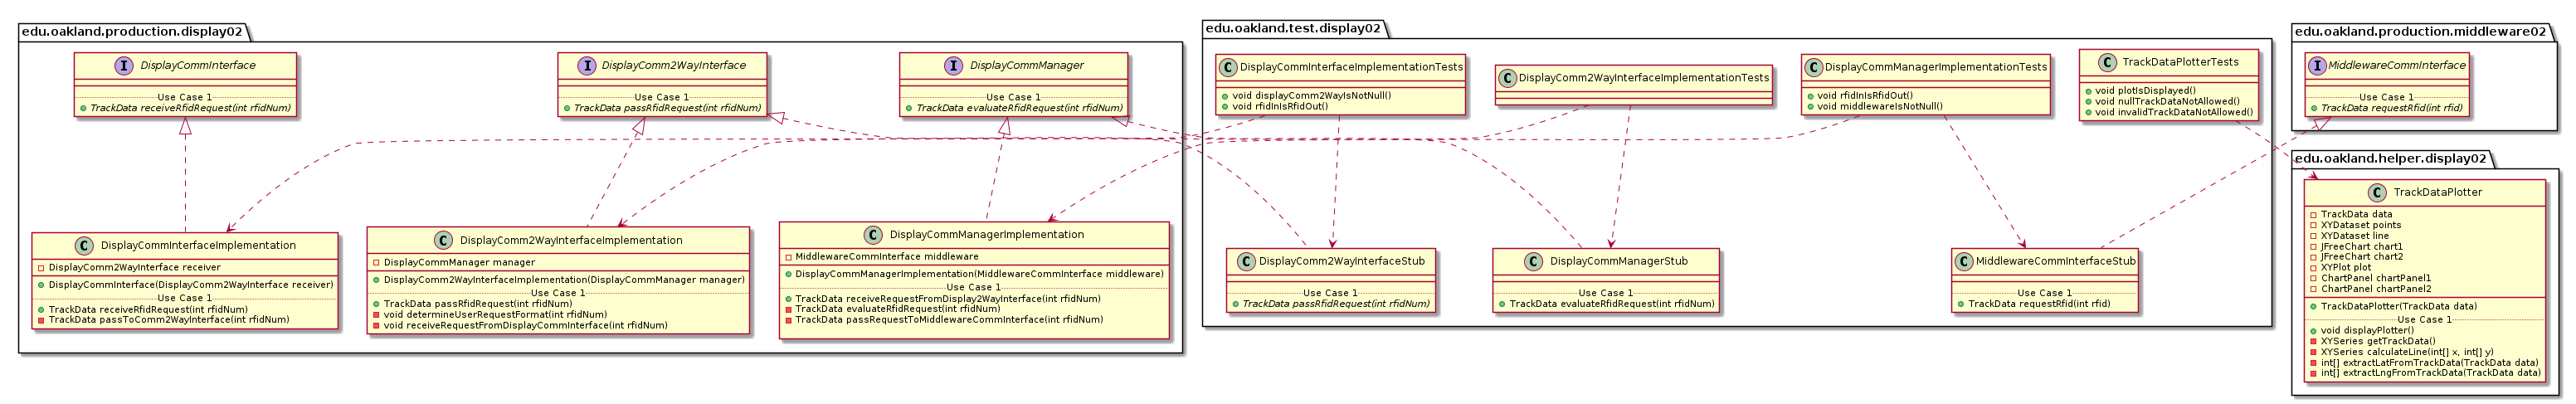 edu.oakland.production.display02
I DisplayCommInterface
Use Case 1
TrackData receiveRfidRequest(int rfidNum)
I DisplayComm2WayInterface
Use Case 1
TrackData passRfidRequest(int rfidNum)
I DisplayCommManager
Use Case 1
TrackData evaluateRfidRequest(int rfidNum)
C DisplayCommInterfaceImplementation
DisplayComm2WayInterface receiver
DisplayCommInterface(DisplayComm2WayInterface receiver)
Use Case 1
TrackData receiveRfidRequest(int rfidNum)
TrackData passToComm2WayInterface(int rfidNum)
C DisplayComm2WayInterfaceImplementation
DisplayCommManager manager
DisplayComm2WayInterfaceImplementation(DisplayCommManager manager)
Use Case 1
TrackData passRfidRequest(int rfidNum)
void determineUserRequestFormat(int rfidNum)
void receiveRequestFromDisplayCommInterface(int rfidNum)
C DisplayCommManagerImplementation
MiddlewareCommInterface middleware
DisplayCommManagerImplementation(MiddlewareCommInterface middleware)
Use Case 1
TrackData receiveRequestFromDisplay2WayInterface(int rfidNum)
TrackData evaluateRfidRequest(int rfidNum)
TrackData passRequestToMiddlewareCommInterface(int rfidNum)
edu.oakland.test.display02
C DisplayCommInterfaceImplementationTests
void displayComm2WayIsNotNull()
void rfidInIsRfidOut()
C DisplayComm2WayInterfaceImplementationTests
C DisplayCommManagerImplementationTests
void rfidInIsRfidOut()
void middlewareIsNotNull()
C TrackDataPlotterTests
void plotIsDisplayed()
void nullTrackDataNotAllowed()
void invalidTrackDataNotAllowed()
C DisplayComm2WayInterfaceStub
Use Case 1
TrackData passRfidRequest(int rfidNum)
C DisplayCommManagerStub
Use Case 1
TrackData evaluateRfidRequest(int rfidNum)
C MiddlewareCommInterfaceStub
Use Case 1
TrackData requestRfid(int rfid)
edu.oakland.production.middleware02
I MiddlewareCommInterface
Use Case 1
TrackData requestRfid(int rfid)
edu.oakland.helper.display02
C TrackDataPlotter
TrackData data
XYDataset points
XYDataset line
JFreeChart chart1
JFreeChart chart2
XYPlot plot
ChartPanel chartPanel1
ChartPanel chartPanel2
TrackDataPlotter(TrackData data)
Use Case 1
void displayPlotter()
XYSeries getTrackData()
XYSeries calculateLine(int[] x, int[] y)
int[] extractLatFromTrackData(TrackData data)
int[] extractLngFromTrackData(TrackData data)